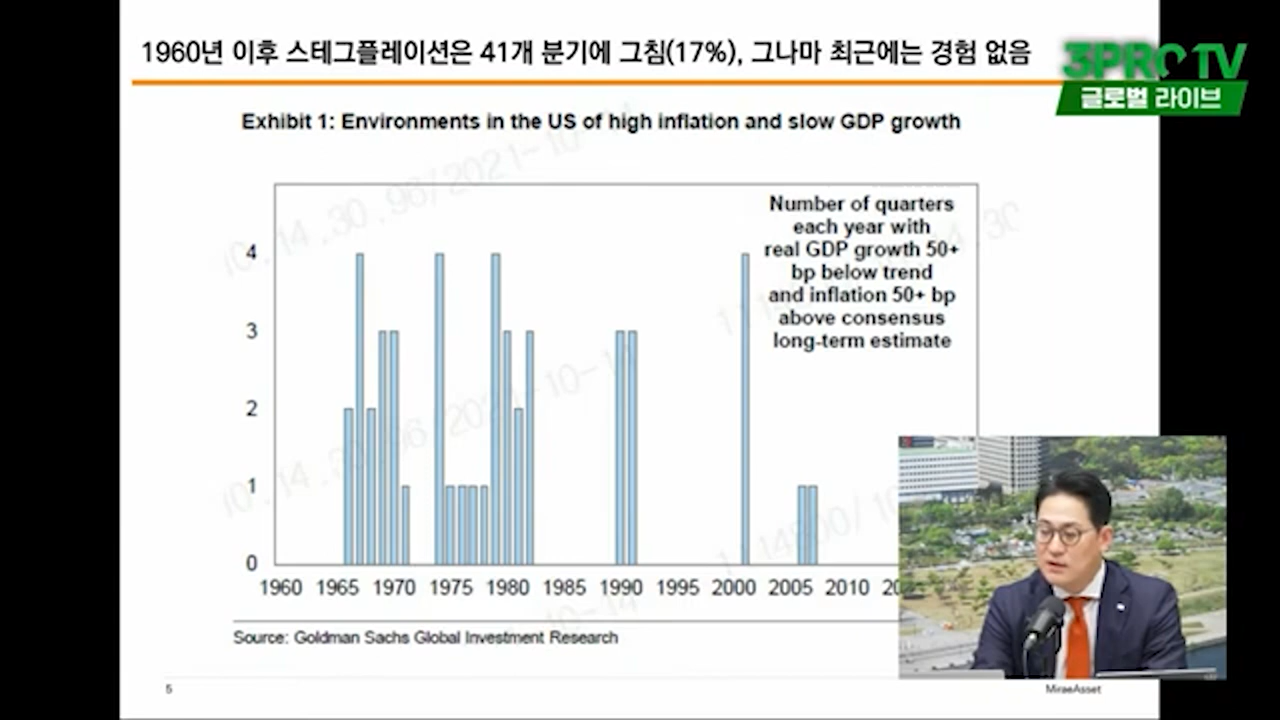 1960년 이후 스테그플레이션은 41개 분기에 그침(17%), 그나마 최근에는 경험 없음
3PRO TV
글로벌 라이브
Exhibit 1: Environments in the US of high inflation and slow GDP growth
Number of quarters
each year with
real GDP growth 50+
bp below trend
and inflation 50+ bp
above consensus
long-term estimate
4
3
2
1
0
1960 1965 1970 1975 1980 1985 1990 1995 2000 2005 2010
Source: Goldman Sachs Global Investment Research
5
MiraeAsset